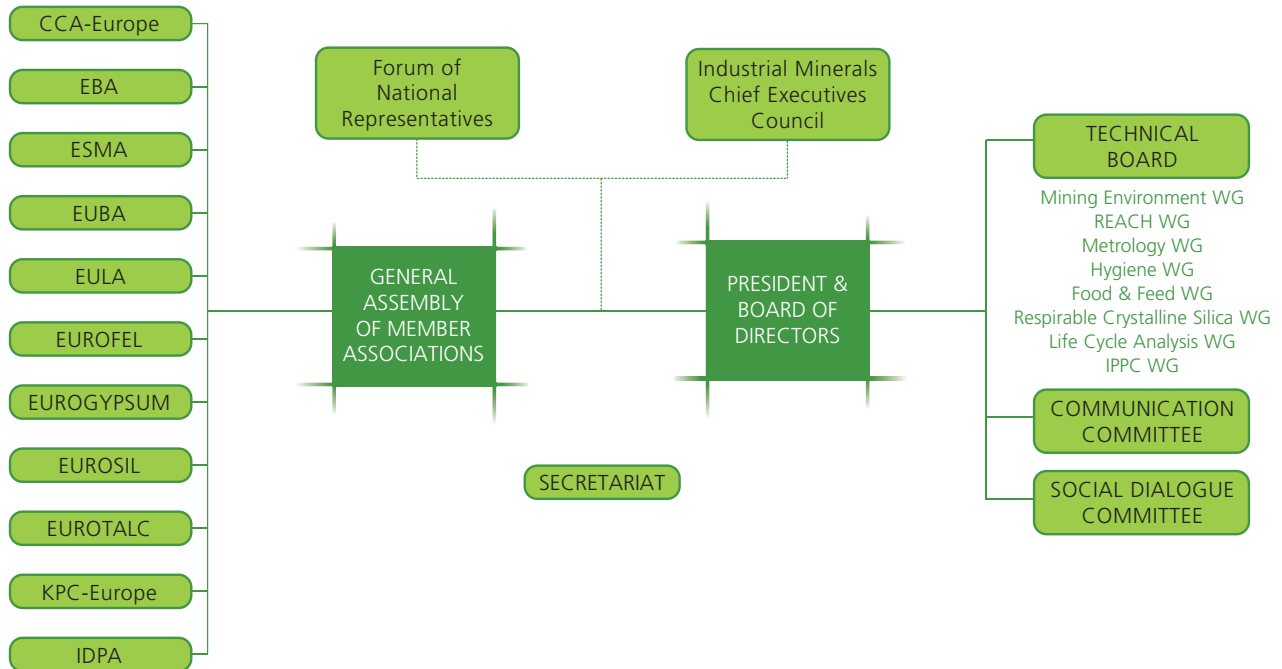 CCA-Europe
EBA
ESMA
EUBA
EULA
EUROFEL
EUROGYPSUM
EUROSIL
EUROTALC
KPC-Europe
IDPA
Forum of
National
Representatives
Industrial Minerals
Chief Executives
Council
GENERAL
ASSEMBLY
OF MEMBER
ASSOCIATIONS
PRESIDENT &
BOARD OF
DIRECTORS
SECRETARIAT
TECHNICAL
BOARD
Mining Environment WG
REACH WG
Metrology WG
Hygiene WG
Food & Feed WG
Respirable Crystalline Silica WG
Life Cycle Analysis WG
IPPC WG
COMMUNICATION
COMMITTEE
SOCIAL DIALOGUE
COMMITTEE